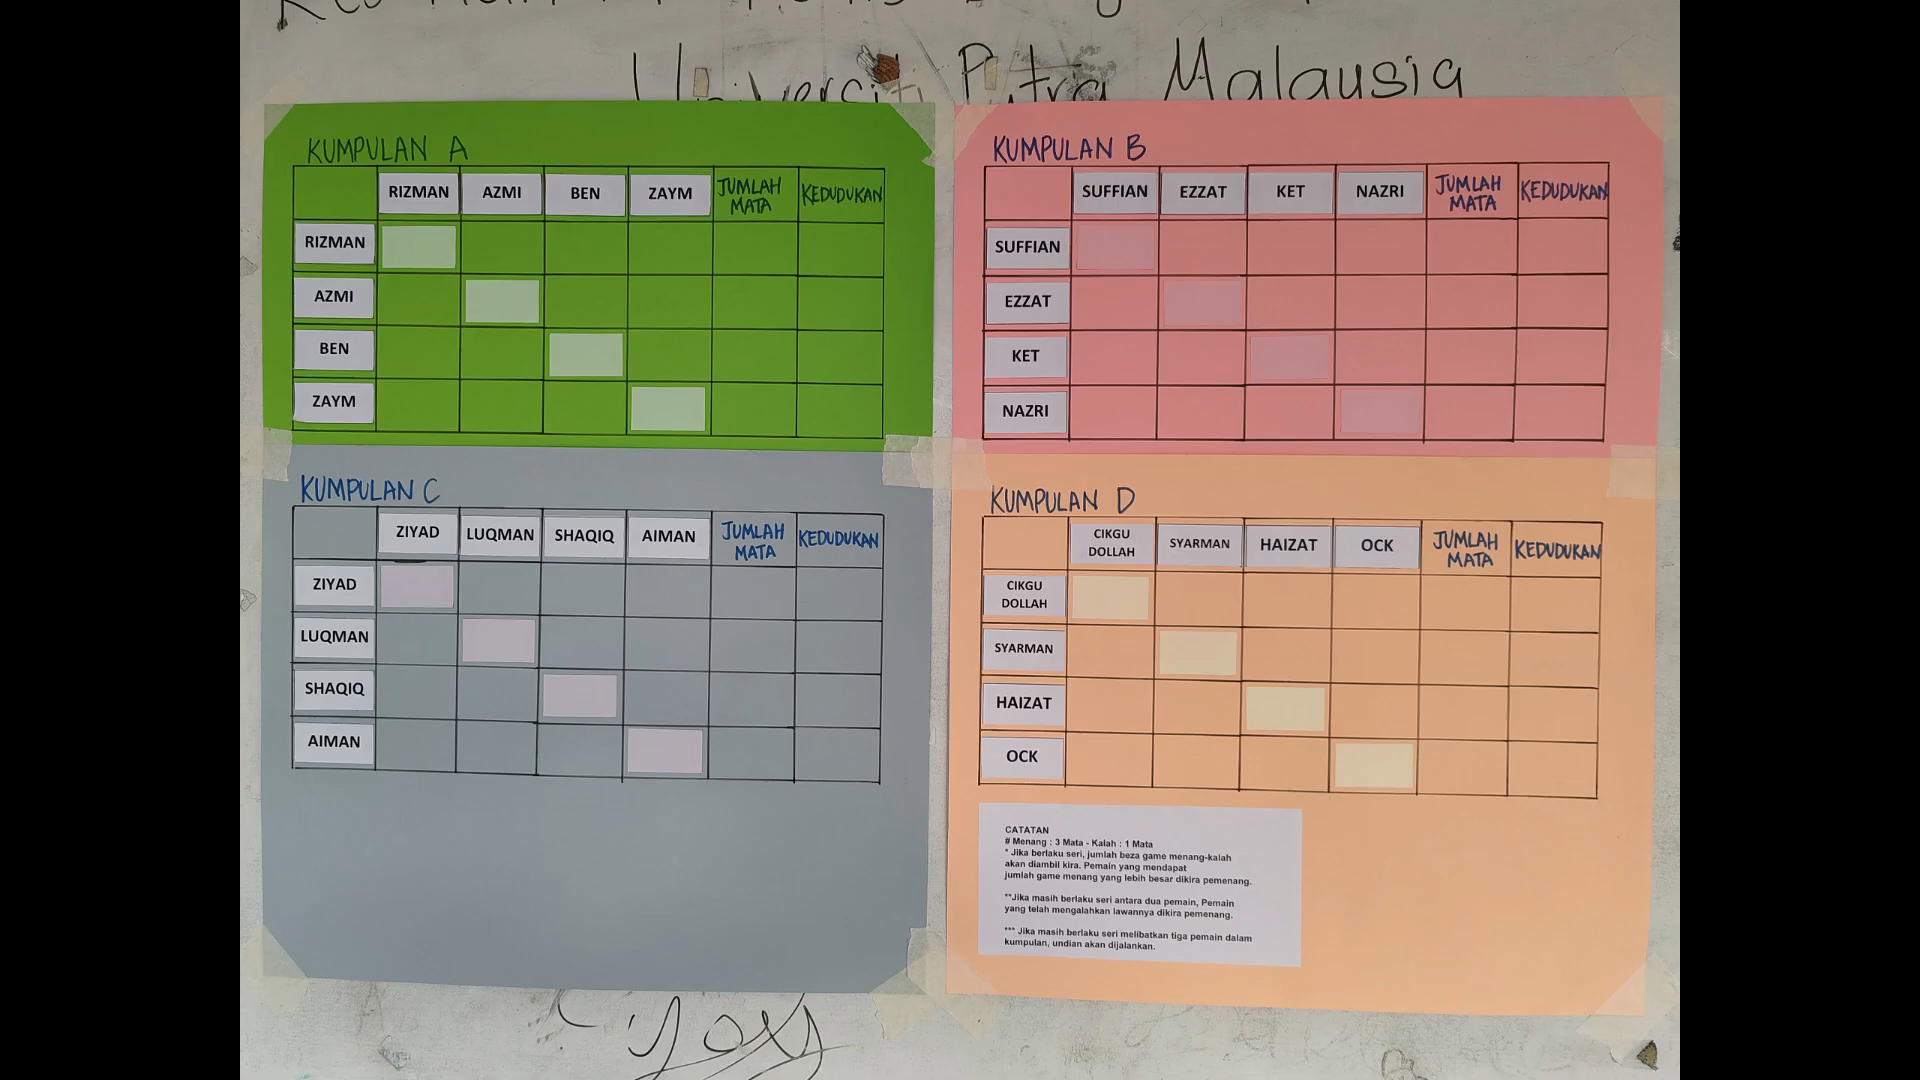 Universiti Putra Malaysia
KUMPULAN A
RIZMAN AZMI BEN ZAYM JUMLAH MATA KEDUDUKAN
RIZMAN
AZMI
BEN
ZAYM
KUMPULAN B
SUFFIAN EZZAT KET NAZRI JUMLAH MATA KEDUDUKAN
SUFFIAN
EZZAT
KET
NAZRI
KUMPULAN C
ZIYAD LUQMAN SHAQIQ AIMAN JUMLAH MATA KEDUDUKAN
ZIYAD
LUQMAN
SHAQIQ
AIMAN
KUMPULAN D
CIKGU DOLLAH SYARMAN HAIZAT OCK JUMLAH MATA KEDUDUKAN
CIKGU DOLLAH
SYARMAN
HAIZAT
OCK
CATATAN
# Menang : 3 Mata - Kalah : 1 Mata
* Jika berlaku seri, jumlah beza game menang-kalah
akan diambil kira. Pemain yang mendapat
jumlah game menang yang lebih besar dikira pemenang.
**Jika masih berlaku seri antara dua pemain, Pemain
yang telah mengalahkan lawannya dikira pemenang.
*** Jika masih berlaku seri melibatkan tiga pemain dalam
kumpulan, undian akan dijalankan.